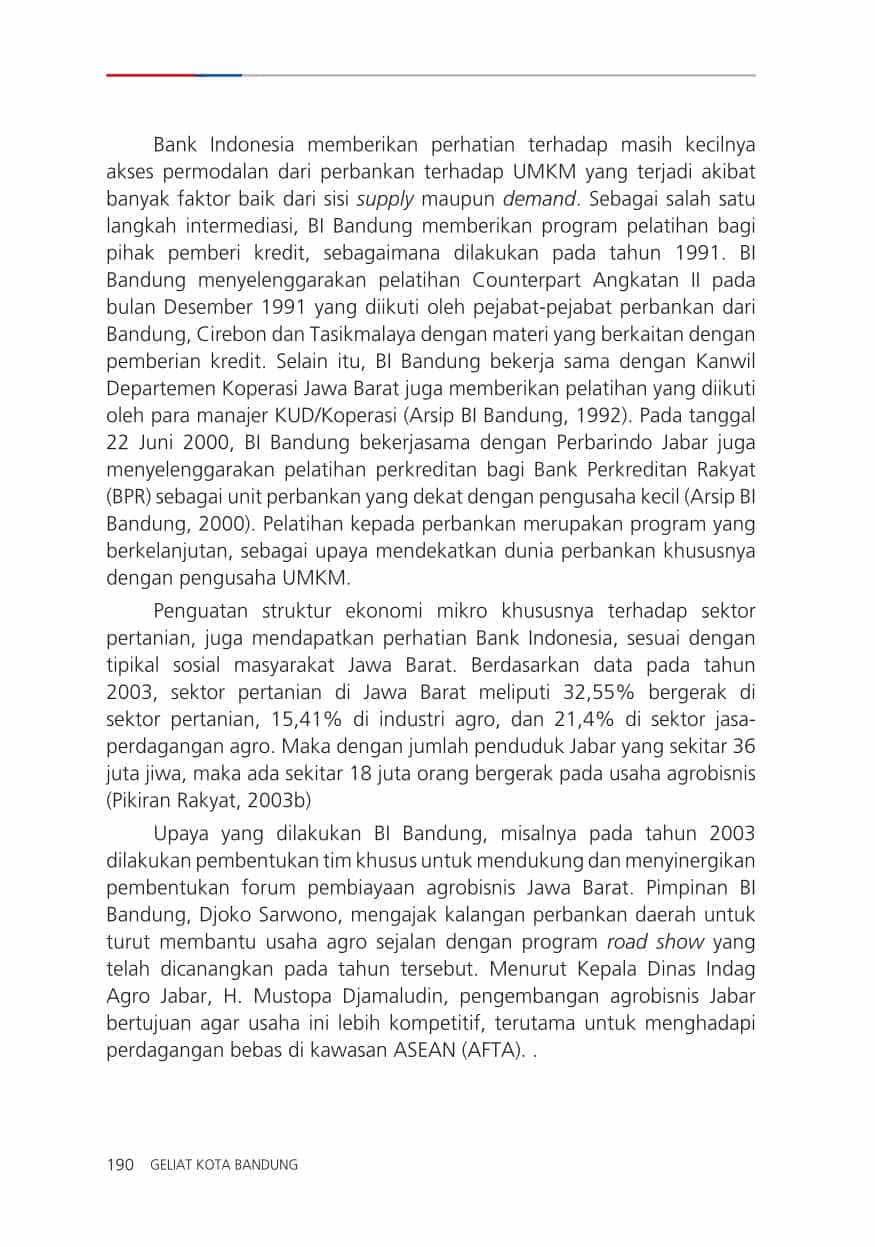 Bank Indonesia memberikan perhatian terhadap masih kecilnya
akses permodalan dari perbankan terhadap UMKM yang terjadi akibat
banyak faktor baik dari sisi supply maupun demand. Sebagai salah satu
langkah intermediasi, BI Bandung memberikan program pelatihan bagi
pihak pemberi kredit, sebagaimana dilakukan pada tahun 1991. BI
Bandung menyelenggarakan pelatihan Counterpart Angkatan II pada
bulan Desember 1991 yang diikuti oleh pejabat-pejabat perbankan dari
Bandung, Cirebon dan Tasikmalaya dengan materi yang berkaitan dengan
pemberian kredit. Selain itu, BI Bandung bekerja sama dengan Kanwil
Departemen Koperasi Jawa Barat juga memberikan pelatihan yang diikuti
oleh para manajer KUD/Koperasi (Arsip BI Bandung, 1992). Pada tanggal
22 Juni 2000, BI Bandung bekerjasama dengan Perbarindo Jabar juga
menyelenggarakan pelatihan perkreditan bagi Bank Perkreditan Rakyat
(BPR) sebagai unit perbankan yang dekat dengan pengusaha kecil (Arsip BI
Bandung, 2000). Pelatihan kepada perbankan merupakan program yang
berkelanjutan, sebagai upaya mendekatkan dunia perbankan khususnya
dengan pengusaha UMKM.
Penguatan struktur ekonomi mikro khususnya terhadap sektor
pertanian, juga mendapatkan perhatian Bank Indonesia, sesuai dengan
tipikal sosial masyarakat Jawa Barat. Berdasarkan data pada tahun
2003, sektor pertanian di Jawa Barat meliputi 32,55% bergerak di
sektor pertanian, 15,41% di industri agro, dan 21,4% di sektor jasa-
perdagangan agro. Maka dengan jumlah penduduk Jabar yang sekitar 36
juta jiwa, maka ada sekitar 18 juta orang bergerak pada usaha agrobisnis
(Pikiran Rakyat, 2003b)
Upaya yang dilakukan BI Bandung, misalnya pada tahun 2003
dilakukan pembentukan tim khusus untuk mendukung dan menyinergikan
pembentukan forum pembiayaan agrobisnis Jawa Barat. Pimpinan BI
Bandung, Djoko Sarwono, mengajak kalangan perbankan daerah untuk
turut membantu usaha agro sejalan dengan program road show yang
telah dicanangkan pada tahun tersebut. Menurut Kepala Dinas Indag
Agro Jabar, H. Mustopa Djamaludin, pengembangan agrobisnis Jabar
bertujuan agar usaha ini lebih kompetitif, terutama untuk menghadapi
perdagangan bebas di kawasan ASEAN (AFTA). .
190 GELIAT KOTA BANDUNG